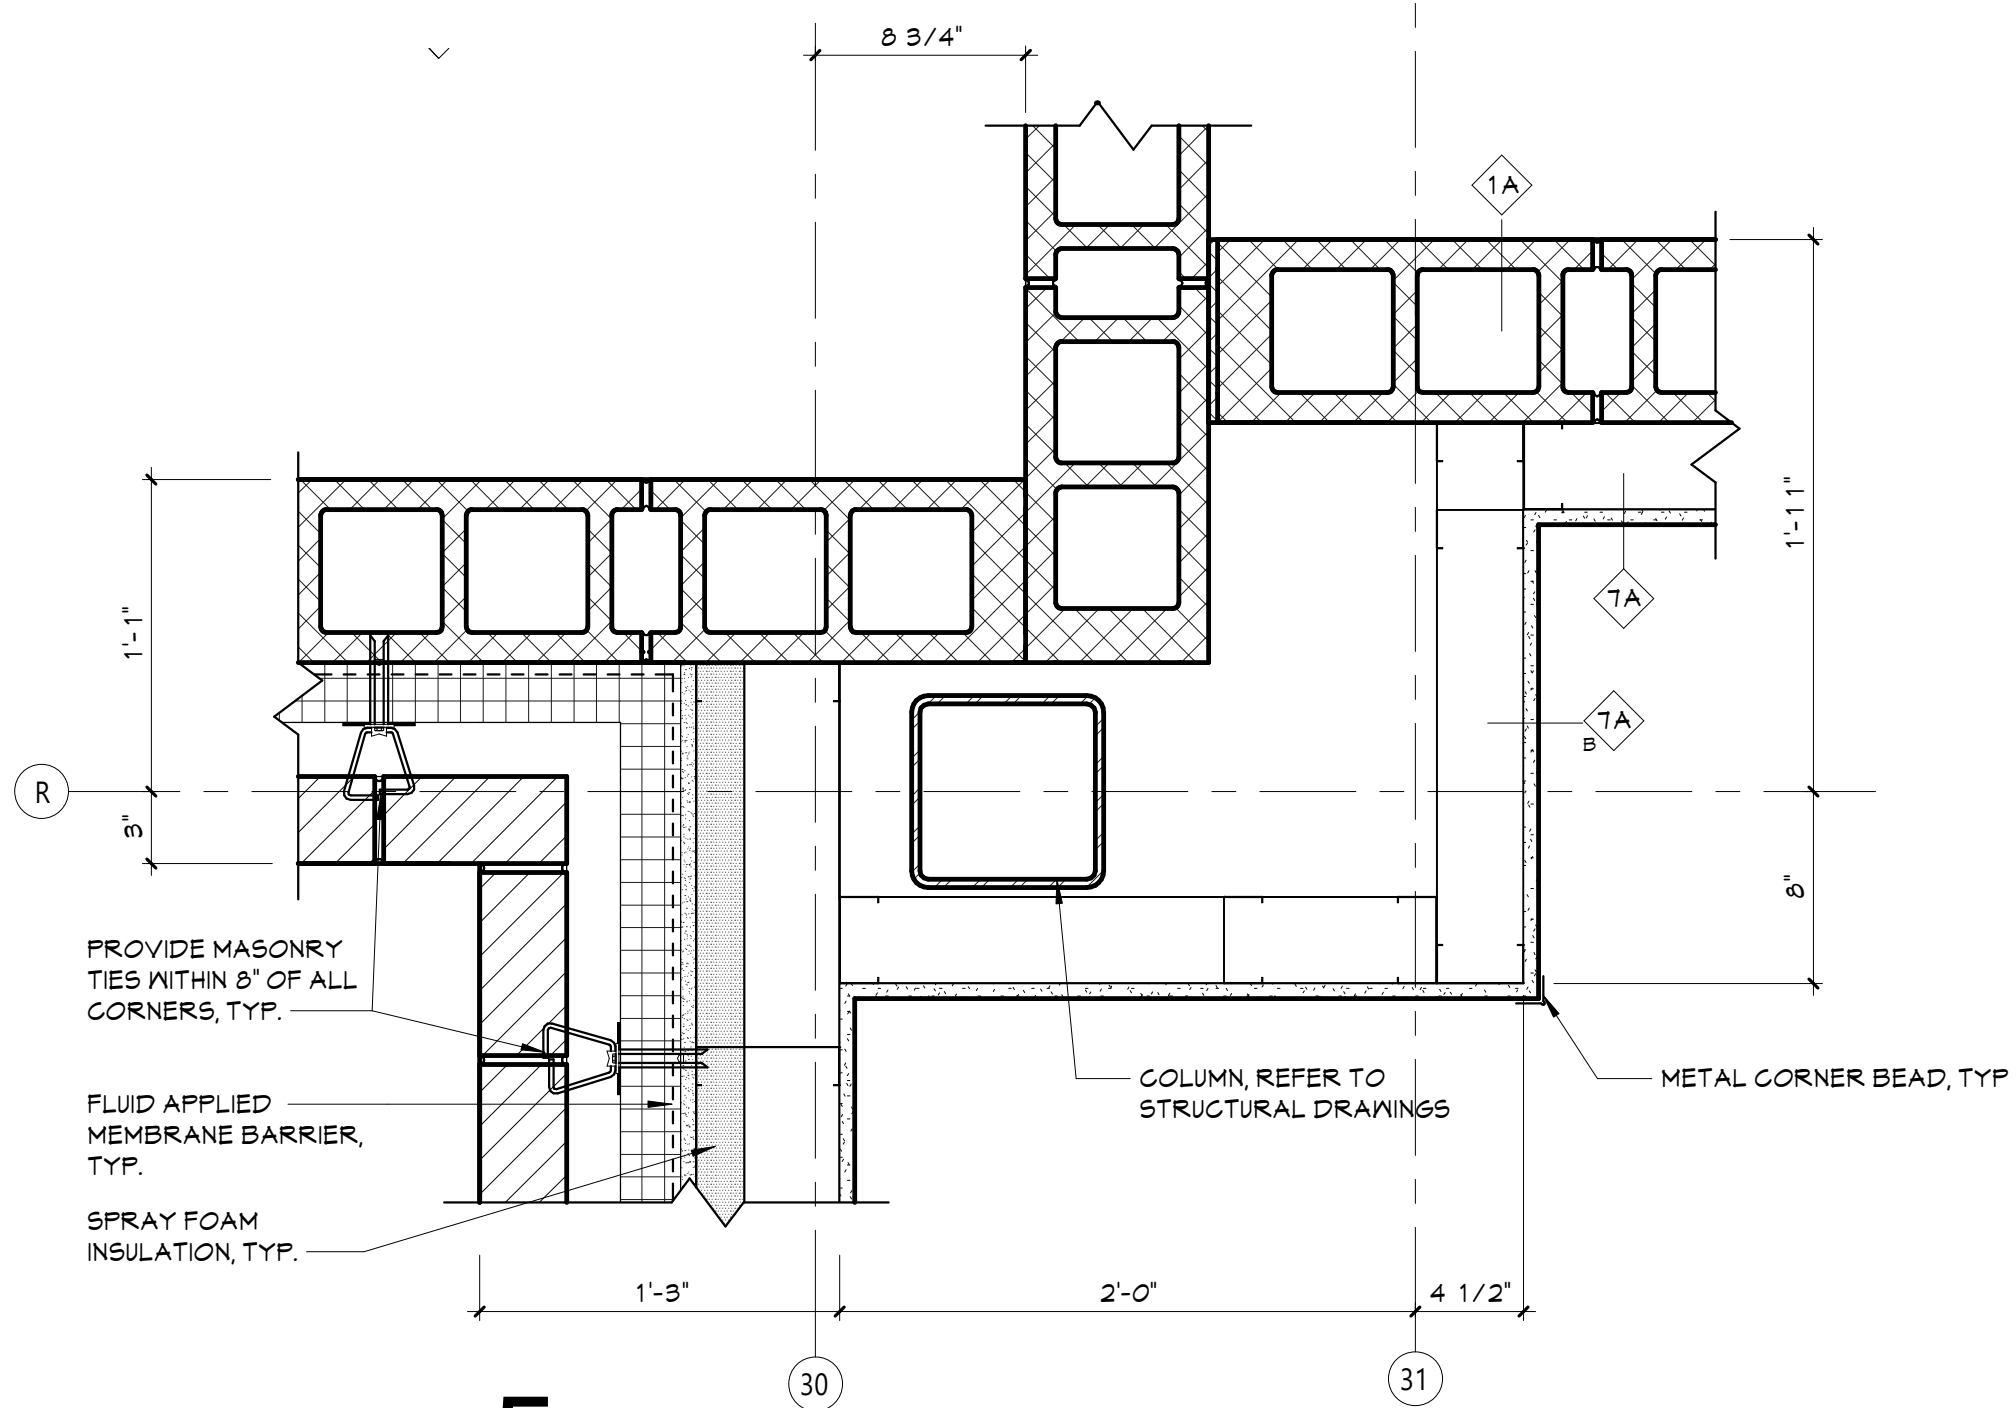 8 3/4"
1A
1'-11"
7A
1'-1"
7A
B
R
3"
8"
PROVIDE MASONRY
TIES WITHIN 8" OF ALL
CORNERS, TYP.
COLUMN, REFER TO
STRUCTURAL DRAWINGS
METAL CORNER BEAD, TYP
FLUID APPLIED
MEMBRANE BARRIER,
TYP.
SPRAY FOAM
INSULATION, TYP.
1'-3"
2'-0"
4 1/2"
30
31